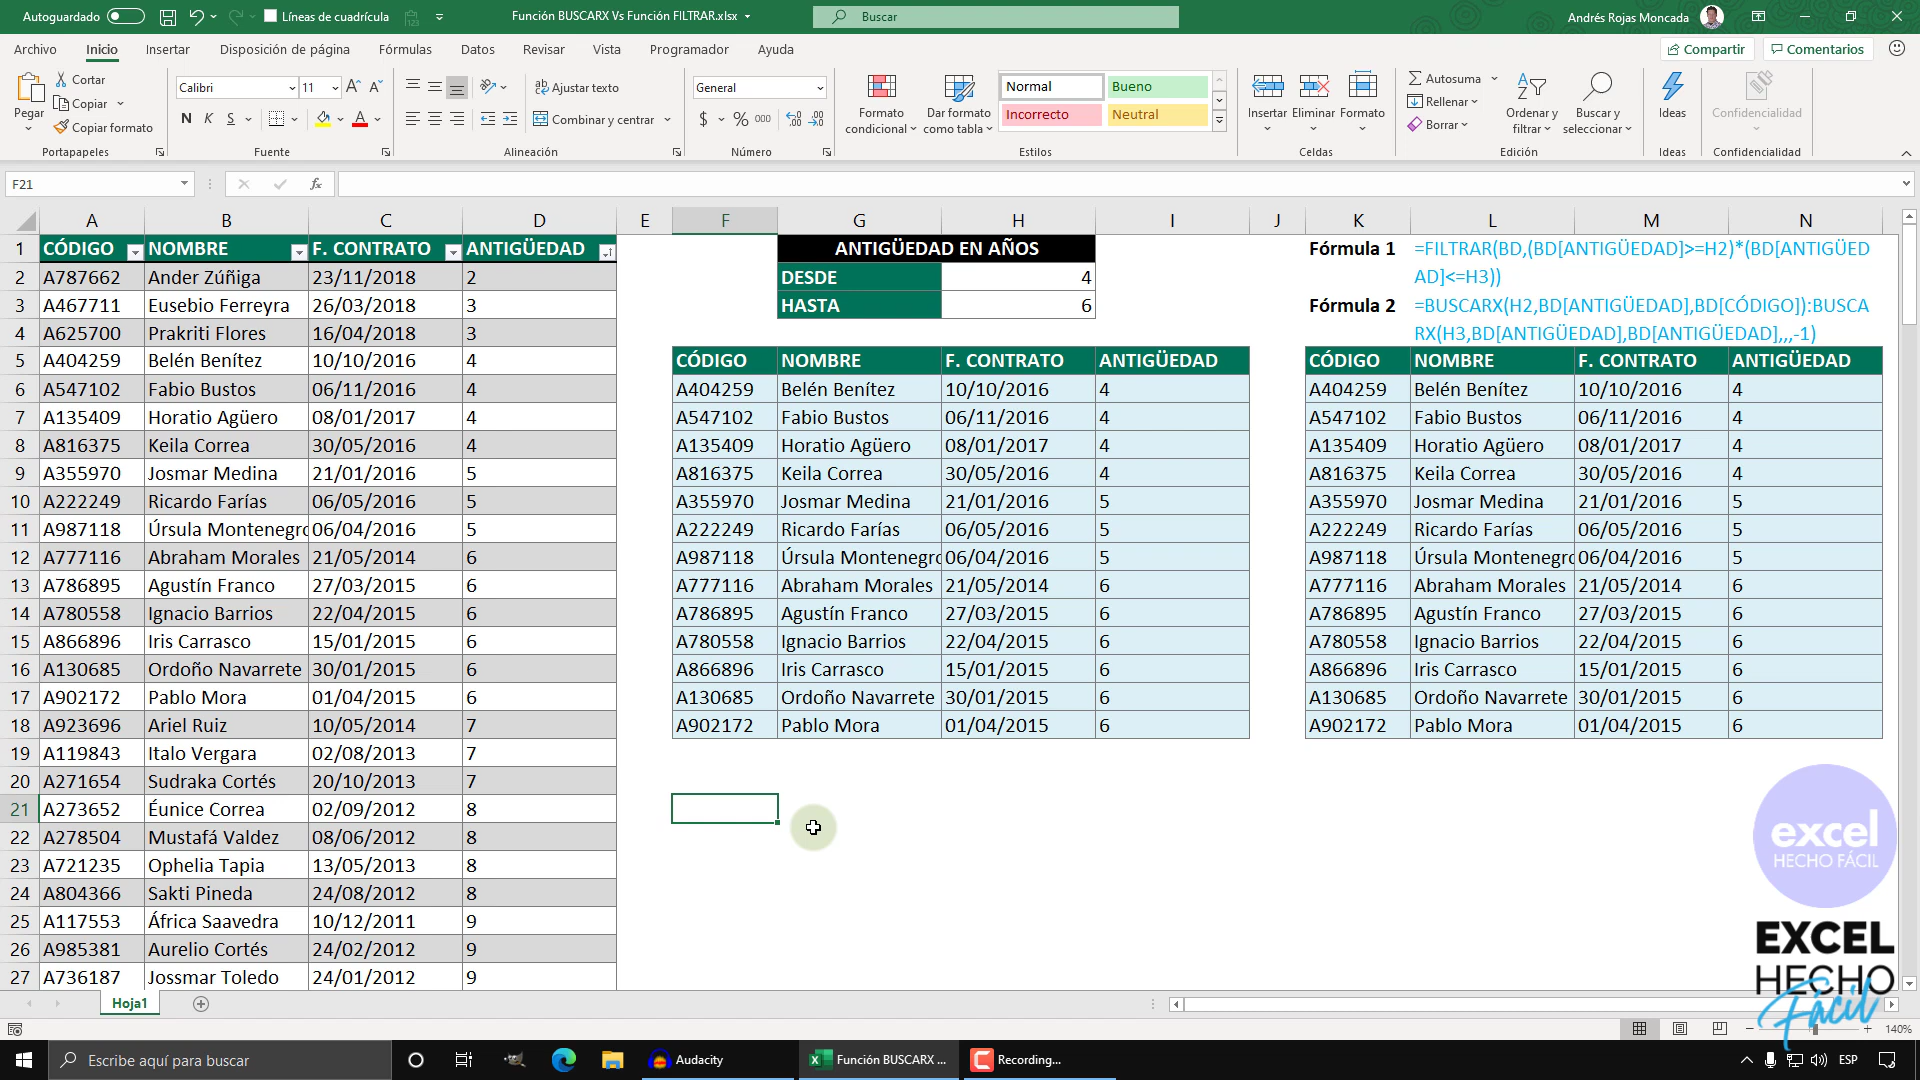 Autoguardado Líneas de cuadrícula Función BUSCARX Vs Función FILTRAR.xlsx Buscar Andrés Rojas Moncada
Archivo Inicio Insertar Disposición de página Fórmulas Datos Revisar Vista Programador Ayuda Compartir Comentarios
Pegar Cortar Copiar Copiar formato Portapapeles
Calibri 11 N K S Fuente
Ajustar texto Combinar y centrar Alineación
General $ % 000 Número
Formato condicional Dar formato como tabla Normal Bueno Incorrecto Neutral Estilos
Insertar Eliminar Formato Celdas
Autosuma Rellenar Borrar Ordenar y filtrar Buscar y seleccionar Edición
Ideas Ideas
Confidencialidad Confidencialidad
F21 fx
A B C D E F G H I J K L M N
1 CÓDIGO NOMBRE F. CONTRATO ANTIGÜEDAD ANTIGÜEDAD EN AÑOS Fórmula 1 =FILTRAR(BD,(BD[ANTIGÜEDAD]>=H2)*(BD[ANTIGÜED
2 A787662 Ander Zúñiga 23/11/2018 2 DESDE 4 AD]<=H3))
3 A467711 Eusebio Ferreyra 26/03/2018 3 HASTA 6 Fórmula 2 =BUSCARX(H2,BD[ANTIGÜEDAD],BD[CÓDIGO]):BUSCA
4 A625700 Prakriti Flores 16/04/2018 3 RX(H3,BD[ANTIGÜEDAD],BD[ANTIGÜEDAD],,,-1)
5 A404259 Belén Benítez 10/10/2016 4 CÓDIGO NOMBRE F. CONTRATO ANTIGÜEDAD CÓDIGO NOMBRE F. CONTRATO ANTIGÜEDAD
6 A547102 Fabio Bustos 06/11/2016 4 A404259 Belén Benítez 10/10/2016 4 A404259 Belén Benítez 10/10/2016 4
7 A135409 Horatio Agüero 08/01/2017 4 A547102 Fabio Bustos 06/11/2016 4 A547102 Fabio Bustos 06/11/2016 4
8 A816375 Keila Correa 30/05/2016 4 A135409 Horatio Agüero 08/01/2017 4 A135409 Horatio Agüero 08/01/2017 4
9 A355970 Josmar Medina 21/01/2016 5 A816375 Keila Correa 30/05/2016 4 A816375 Keila Correa 30/05/2016 4
10 A222249 Ricardo Farías 06/05/2016 5 A355970 Josmar Medina 21/01/2016 5 A355970 Josmar Medina 21/01/2016 5
11 A987118 Úrsula Montenegro 06/04/2016 5 A222249 Ricardo Farías 06/05/2016 5 A222249 Ricardo Farías 06/05/2016 5
12 A777116 Abraham Morales 21/05/2014 6 A987118 Úrsula Montenegro 06/04/2016 5 A987118 Úrsula Montenegro 06/04/2016 5
13 A786895 Agustín Franco 27/03/2015 6 A777116 Abraham Morales 21/05/2014 6 A777116 Abraham Morales 21/05/2014 6
14 A780558 Ignacio Barrios 22/04/2015 6 A786895 Agustín Franco 27/03/2015 6 A786895 Agustín Franco 27/03/2015 6
15 A866896 Iris Carrasco 15/01/2015 6 A780558 Ignacio Barrios 22/04/2015 6 A780558 Ignacio Barrios 22/04/2015 6
16 A130685 Ordoño Navarrete 30/01/2015 6 A866896 Iris Carrasco 15/01/2015 6 A866896 Iris Carrasco 15/01/2015 6
17 A902172 Pablo Mora 01/04/2015 6 A130685 Ordoño Navarrete 30/01/2015 6 A130685 Ordoño Navarrete 30/01/2015 6
18 A923696 Ariel Ruiz 10/05/2014 7 A902172 Pablo Mora 01/04/2015 6 A902172 Pablo Mora 01/04/2015 6
19 A119843 Italo Vergara 02/08/2013 7
20 A271654 Sudraka Cortés 20/10/2013 7
21 A273652 Éunice Correa 02/09/2012 8
22 A278504 Mustafá Valdez 08/06/2012 8
23 A721235 Ophelia Tapia 13/05/2013 8
24 A804366 Sakti Pineda 24/08/2012 8
25 A117553 África Saavedra 10/12/2011 9
26 A985381 Aurelio Cortés 24/02/2012 9
27 A736187 Jossmar Toledo 24/01/2012 9
excel
HECHO FÁCIL
EXCEL
HECHO
Fácil
Hoja1
140%
Escribe aquí para buscar Audacity Función BUSCARX ... Recording... ESP